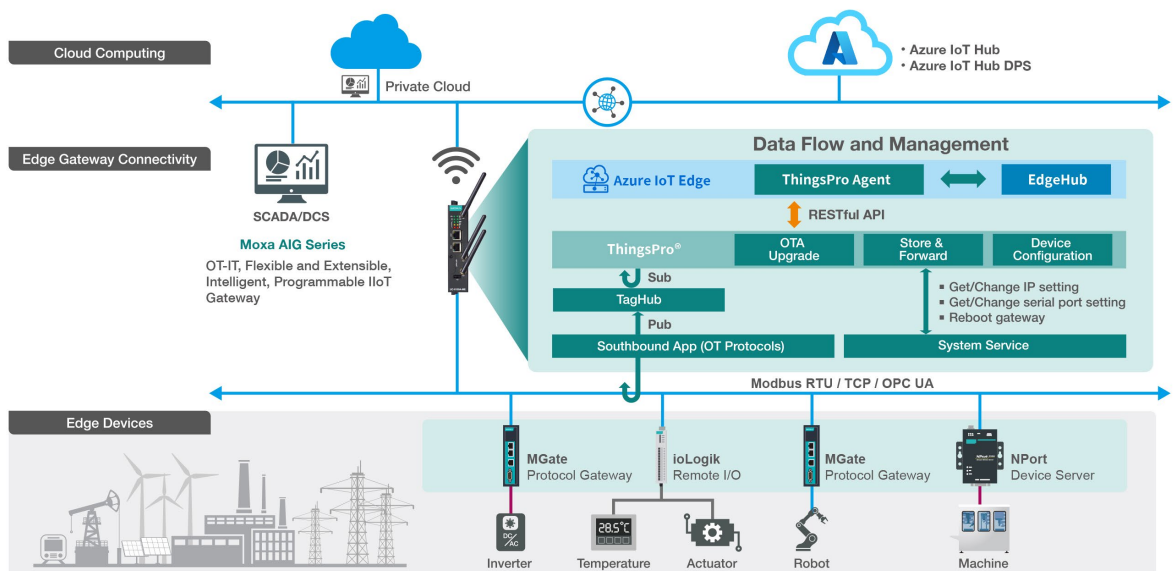 Cloud Computing
Private Cloud
• Azure IoT Hub
• Azure IoT Hub DPS
Edge Gateway Connectivity
SCADA/DCS
Moxa AIG Series
OT-IT, Flexible and Extensible,
Intelligent, Programmable IIoT
Gateway
Data Flow and Management
Azure IoT Edge
ThingsPro Agent
EdgeHub
RESTful API
ThingsPro®
OTA
Upgrade
Store &
Forward
Device
Configuration
Sub
TagHub
Pub
▪ Get/Change IP setting
▪ Get/Change serial port setting
▪ Reboot gateway
Southbound App (OT Protocols)
System Service
Modbus RTU / TCP / OPC UA
Edge Devices
MGate
Protocol Gateway
ioLogik
Remote I/O
MGate
Protocol Gateway
NPort
NPort
Device Server
DC/
AC
Inverter
28.5°C
Temperature
Actuator
Robot
Machine